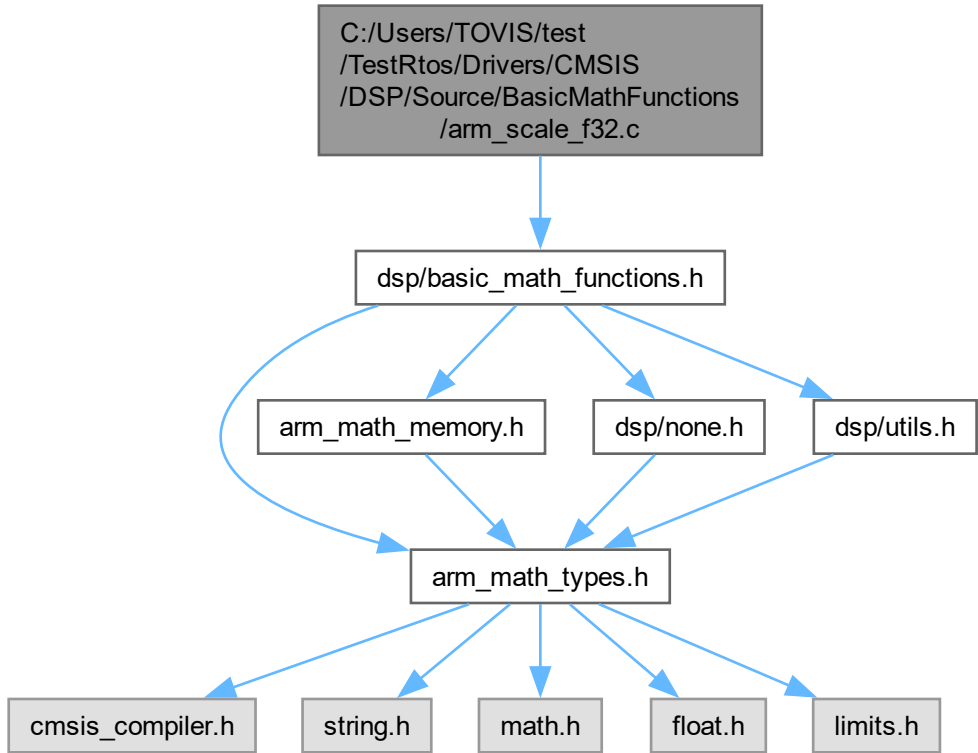 C:/Users/TOVIS/test
/TestRtos/Drivers/CMSIS
/DSP/Source/BasicMathFunctions
/arm_scale_f32.c
dsp/basic_math_functions.h
arm_math_memory.h
dsp/none.h
dsp/utils.h
arm_math_types.h
cmsis_compiler.h
string.h
math.h
float.h
limits.h